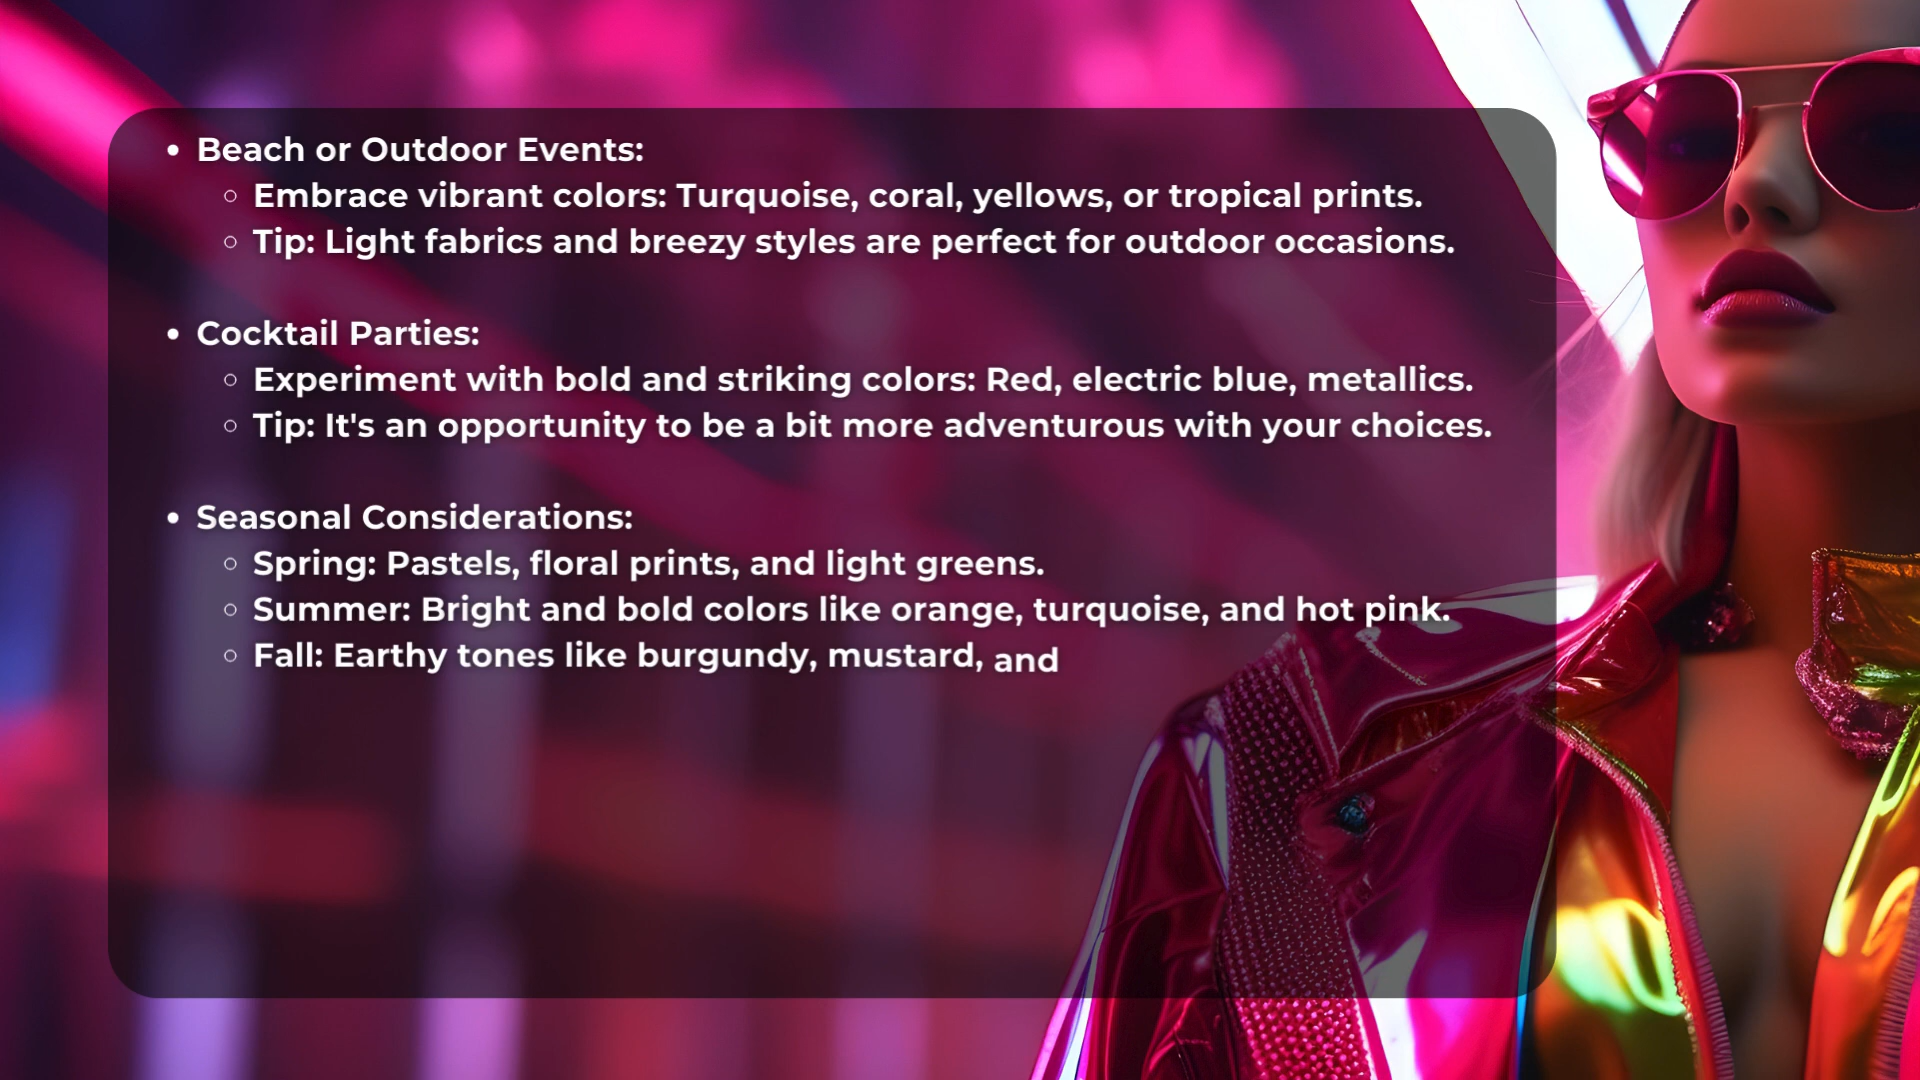 • Beach or Outdoor Events:
◦ Embrace vibrant colors: Turquoise, coral, yellows, or tropical prints.
◦ Tip: Light fabrics and breezy styles are perfect for outdoor occasions.
• Cocktail Parties:
◦ Experiment with bold and striking colors: Red, electric blue, metallics.
◦ Tip: It's an opportunity to be a bit more adventurous with your choices.
• Seasonal Considerations:
◦ Spring: Pastels, floral prints, and light greens.
◦ Summer: Bright and bold colors like orange, turquoise, and hot pink.
◦ Fall: Earthy tones like burgundy, mustard, and